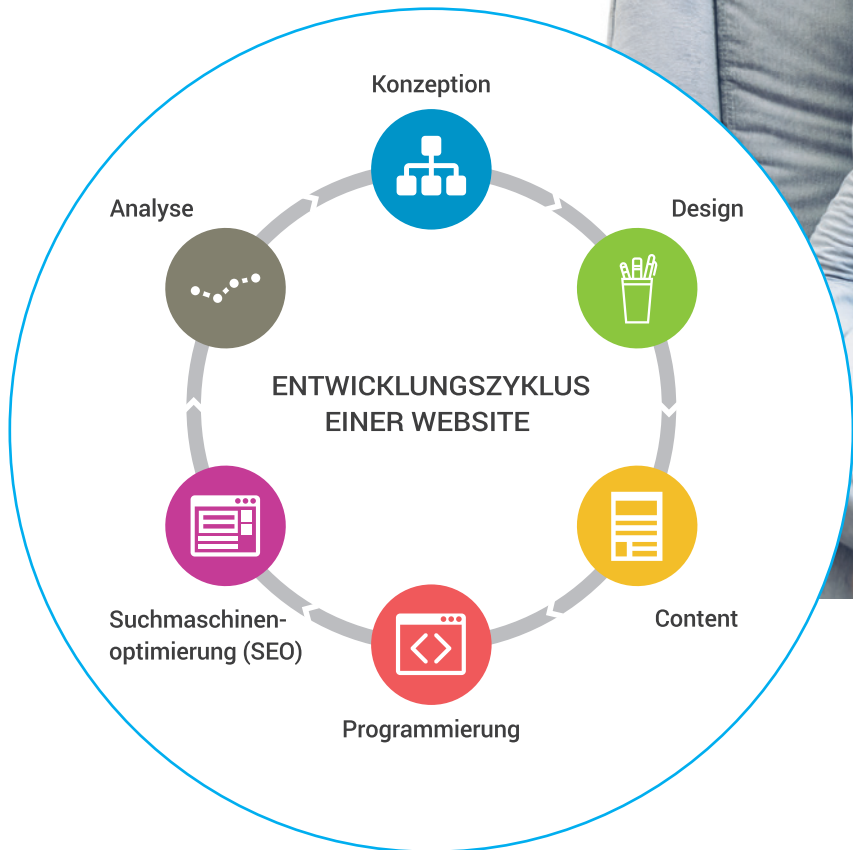 Konzeption
Analyse
Design
ENTWICKLUNGSZYKLUS
EINER WEBSITE
Suchmaschinen-
optimierung (SEO)
Content
Programmierung